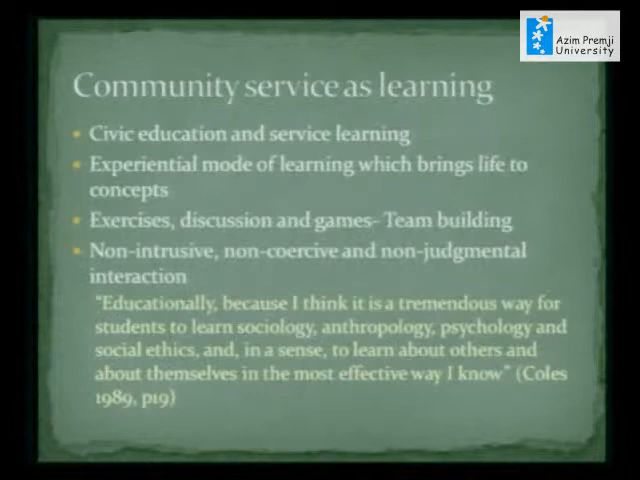 Azim Premji
University
Community service as learning
Civic education and service learning
Experiential mode of learning which brings life to
concepts
Exercises, discussion and games- Team building
Non-intrusive, non-coercive and non-judgmental
interaction
"Educationally, because I think it is a tremendous way for
students to learn sociology, anthropology, psychology and
social ethics, and, in a sense, to learn about others and
about themselves in the most effective way I know" (Coles
1989, p19)